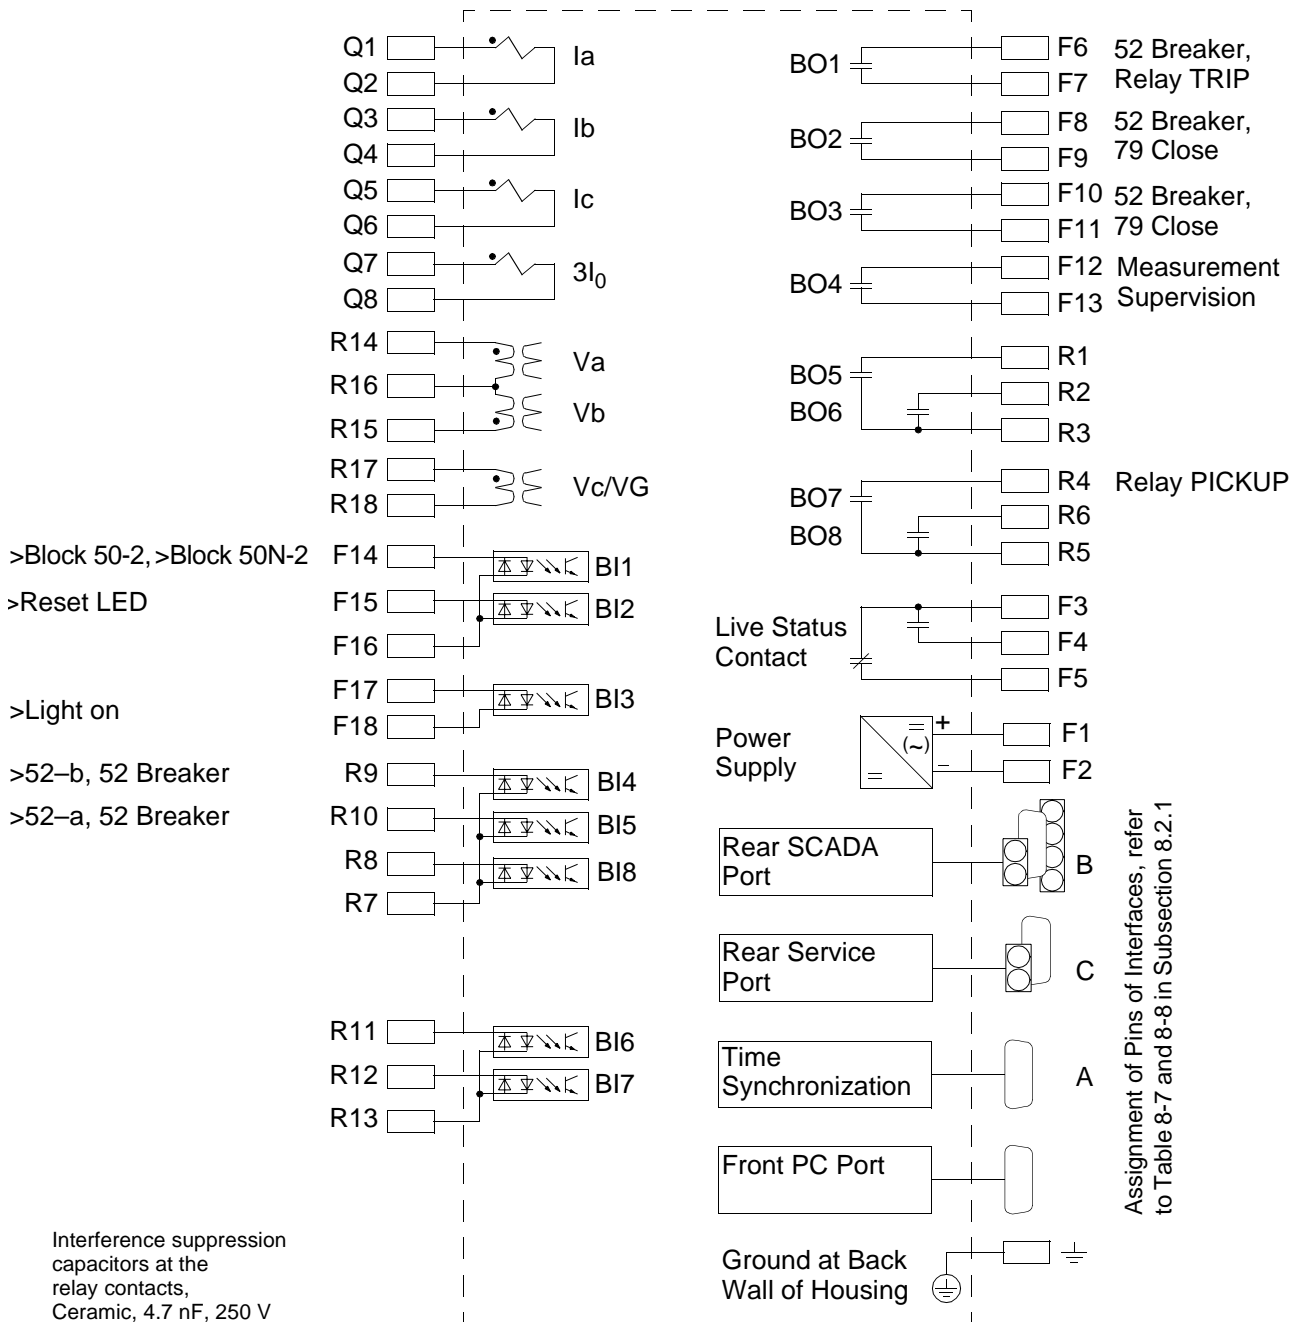 Q1
Q2
Ia
Q3
Q4
Ib
Q5
Q6
Ic
Q7
Q8
3I0
R14
R16
R15
Va
Vb
R17
R18
Vc/VG
>Block 50-2, >Block 50N-2 F14 BI1
>Reset LED F15 BI2
F16
F17 BI3
>Light on
F18
>52–b, 52 Breaker R9 BI4
>52–a, 52 Breaker R10 BI5
R8 BI8
R7
R11 BI6
R12 BI7
R13
Interference suppression
capacitors at the
relay contacts,
Ceramic, 4.7 nF, 250 V
BO1
F6 52 Breaker,
F7 Relay TRIP
BO2
F8 52 Breaker,
F9 79 Close
BO3
F10 52 Breaker,
F11 79 Close
BO4
F12 Measurement
F13 Supervision
BO5
BO6
R1
R2
R3
BO7
BO8
R4 Relay PICKUP
R6
R5
Live Status
Contact
F3
F4
F5
Power
Supply
(~)
+
–
F1
F2
Rear SCADA
Port
B
Rear Service
Port
C
Time
Synchronization
A
Front PC Port
Ground at Back
Wall of Housing
Assignment of Pins of Interfaces, refer
to Table 8-7 and 8-8 in Subsection 8.2.1